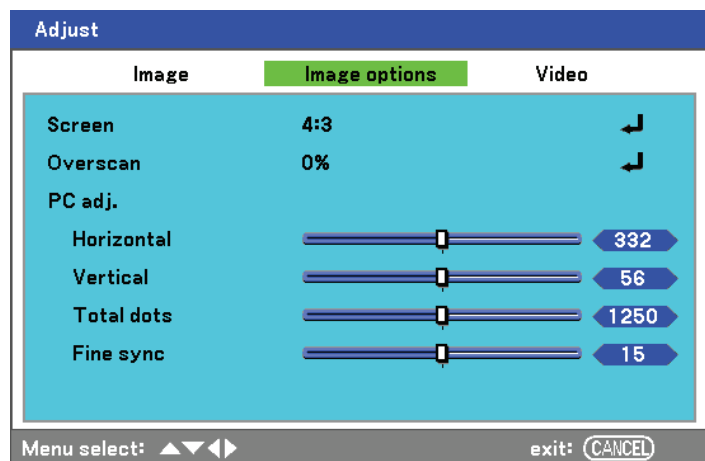 Adjust
Image Image options Video
Screen 4:3
Overscan 0%
PC adj.
Horizontal 332
Vertical 56
Total dots 1250
Fine sync 15
Menu select: ▲▼◀▶ exit: CANCEL